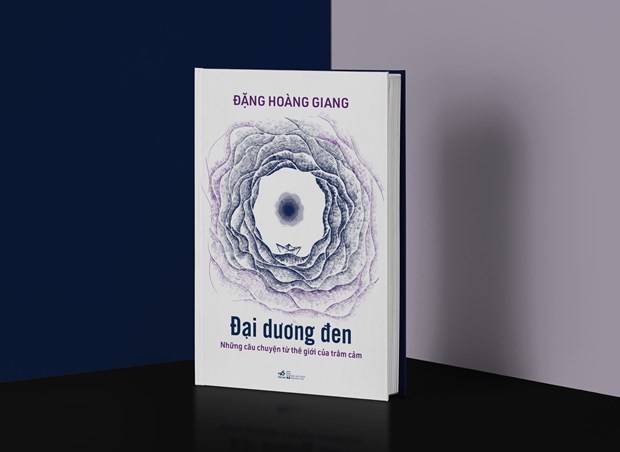 ĐẶNG HOÀNG GIANG
Đại dương đen
Những câu chuyện từ thế giới của trầm cảm